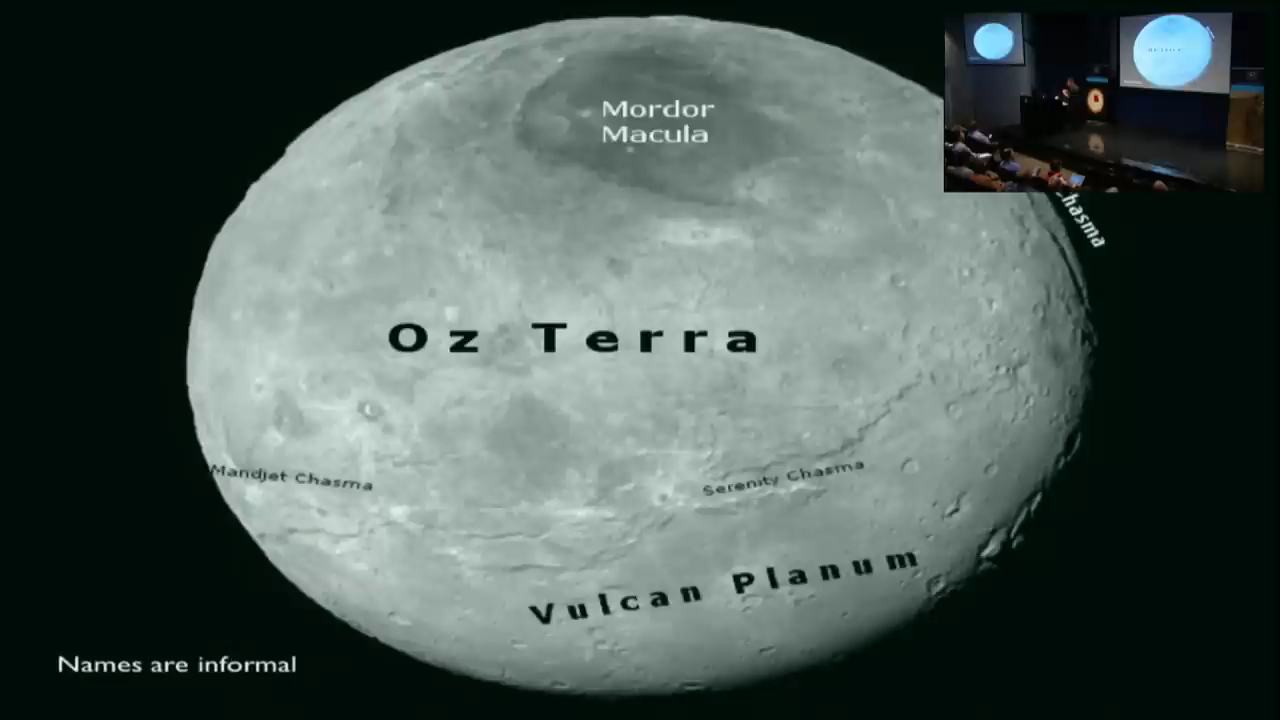 Mordor
Macula
Chasma
Oz Terra
Mandjet Chasma
Serenity Chasma
Vulcan Planum
Names are informal